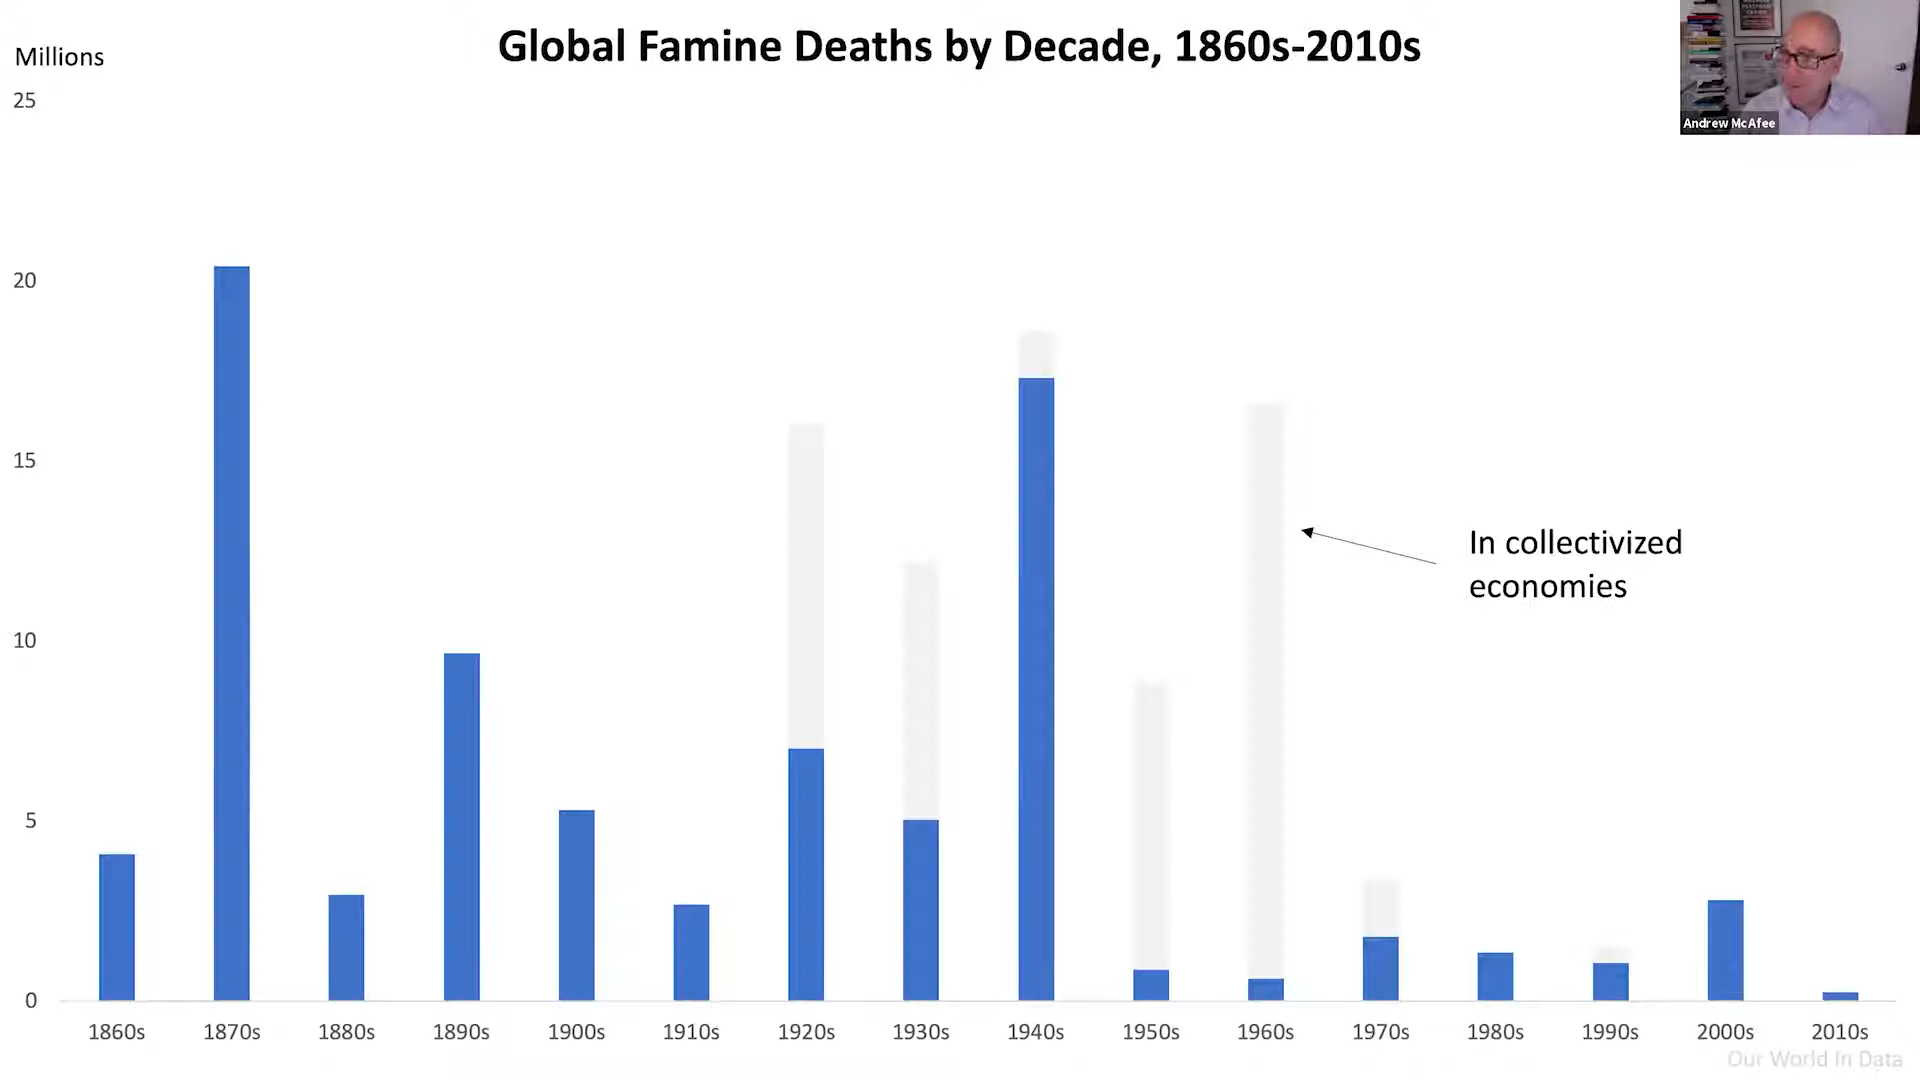 Global Famine Deaths by Decade, 1860s-2010s
Millions
25
20
15
10
5
0
In collectivized
economies
1860s 1870s 1880s 1890s 1900s 1910s 1920s 1930s 1940s 1950s 1960s 1970s 1980s 1990s 2000s 2010s
Our World In Data
Andrew McAfee